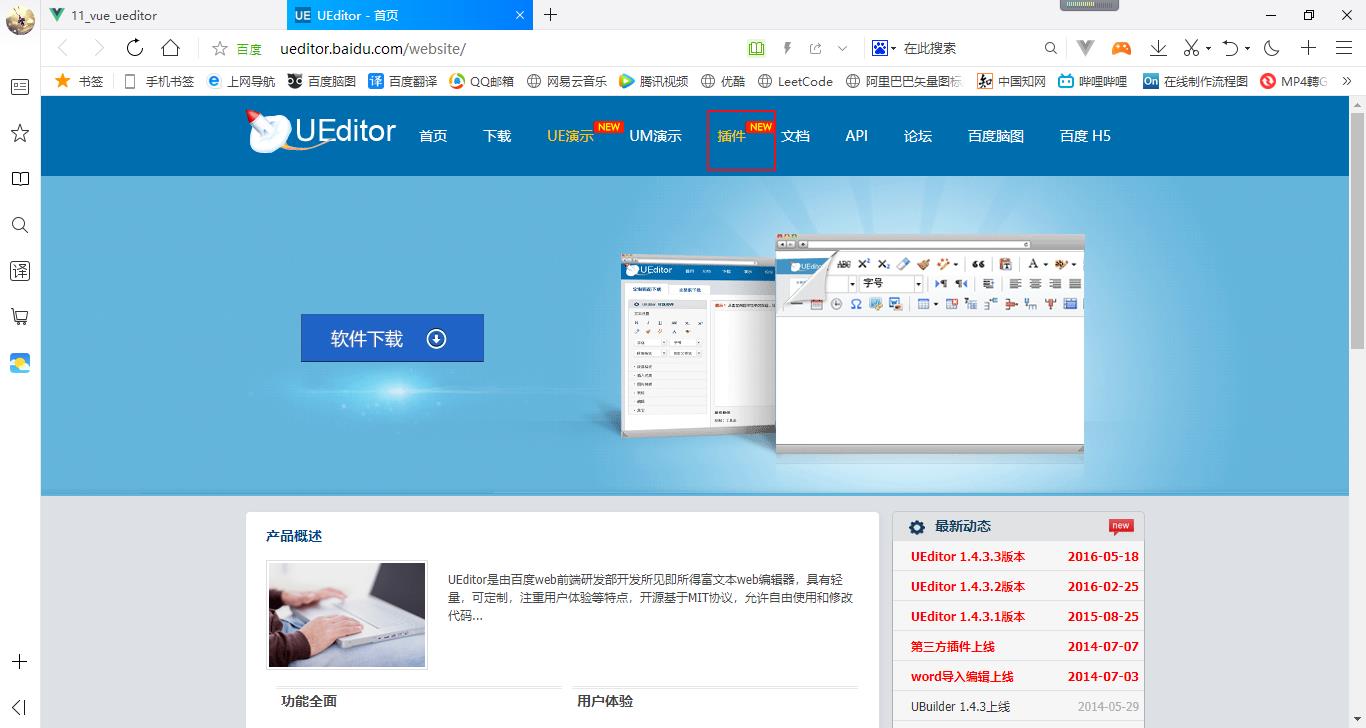 11_vue_ueditor
UE UEditor - 首页
百度 ueditor.baidu.com/website/ 在此搜索
书签 手机书签 上网导航 百度脑图 译 百度翻译 QQ邮箱 网易云音乐 腾讯视频 优酷 LeetCode 阿里巴巴矢量图标 中国知网 哔哩哔哩 On 在线制作流程图 MP4轉G
译
UEditor 首页 下载 UE演示 NEW UM演示 插件 NEW 文档 API 论坛 百度脑图 百度 H5
软件下载
UEditor
UEditor
字号
产品概述
UEditor是由百度web前端研发部开发所见即所得富文本web编辑器，具有轻
量，可定制，注重用户体验等特点，开源基于MIT协议，允许自由使用和修改
代码...
功能全面 用户体验
最新动态 new
UEditor 1.4.3.3版本 2016-05-18
UEditor 1.4.3.2版本 2016-02-25
UEditor 1.4.3.1版本 2015-08-25
第三方插件上线 2014-07-07
word导入编辑上线 2014-07-03
UBuilder 1.4.3上线 2014-05-29